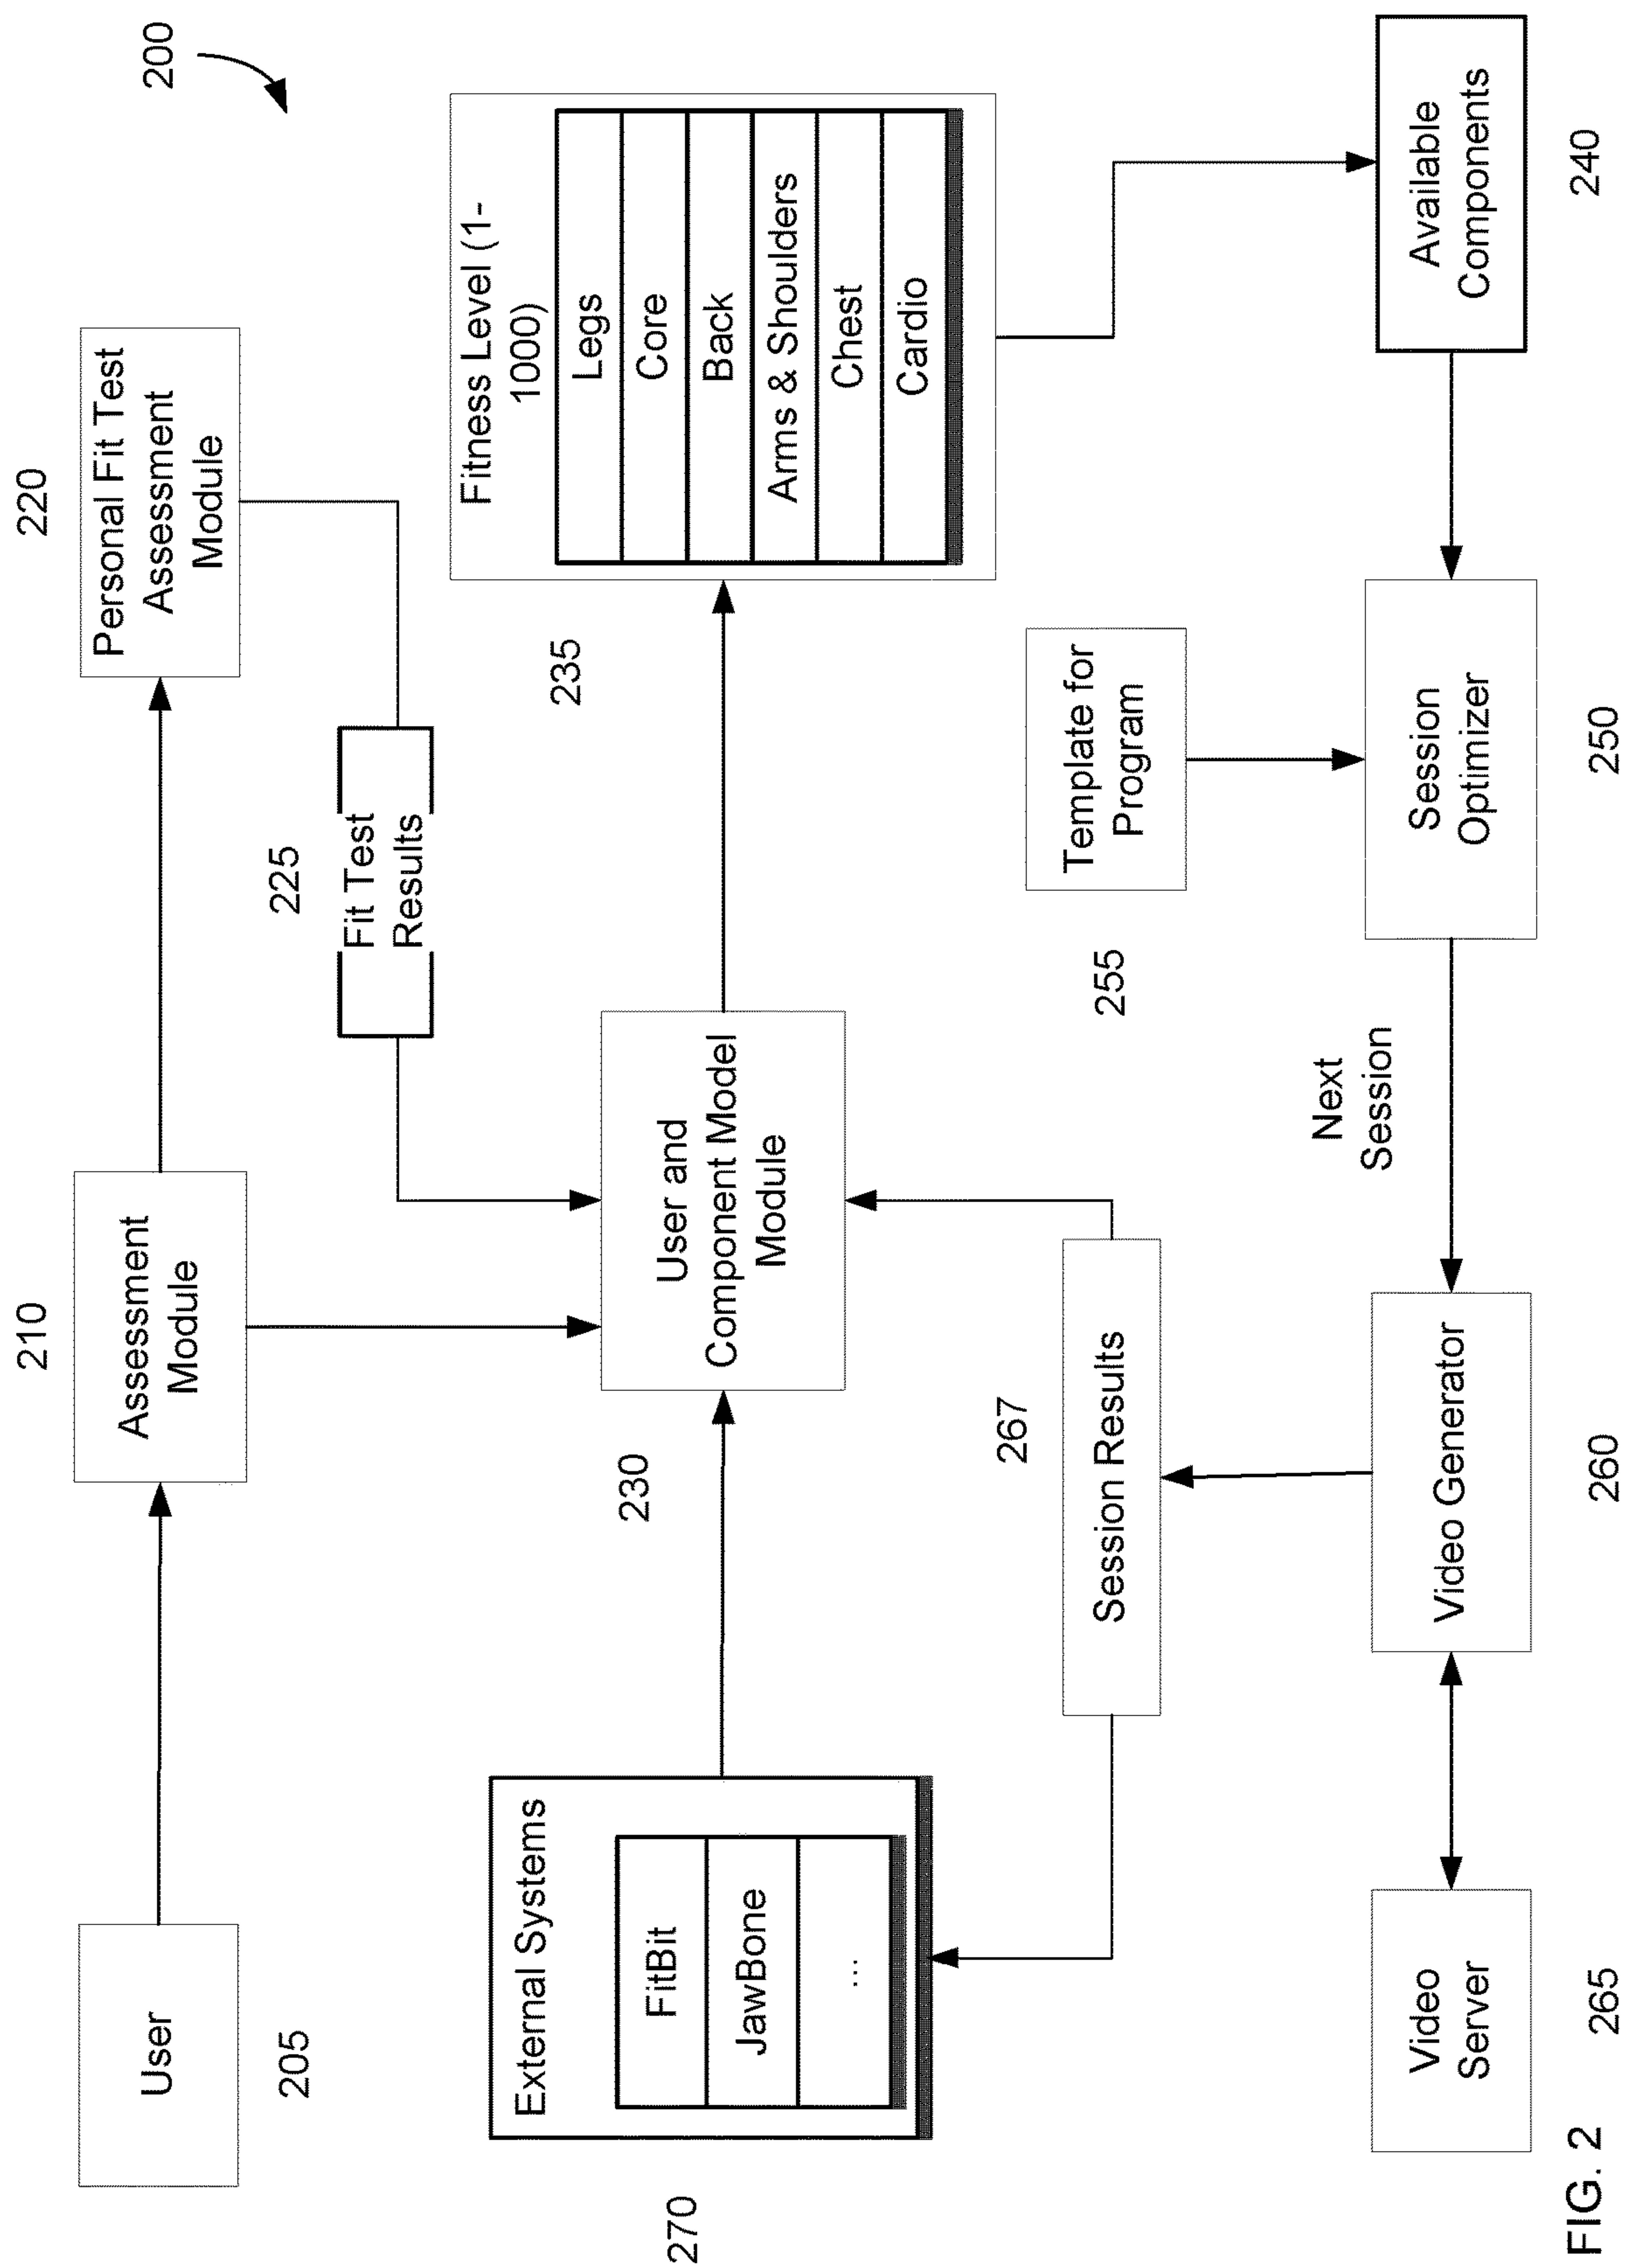 200
220
Personal Fit Test
Assessment
Module
210
Assessment
Module
User
205
225
Fit Test
Results
235
Fitness Level (1-
1000)
Legs
Core
Back
Arms & Shoulders
Chest
Cardio
230
User and
Component Model
Module
270
External Systems
FitBit
JawBone
...
255
Template for
Program
267
Session Results
Next
Session
Available
Components
240
Session
Optimizer
250
Video Generator
260
Video
Server
265
FIG. 2